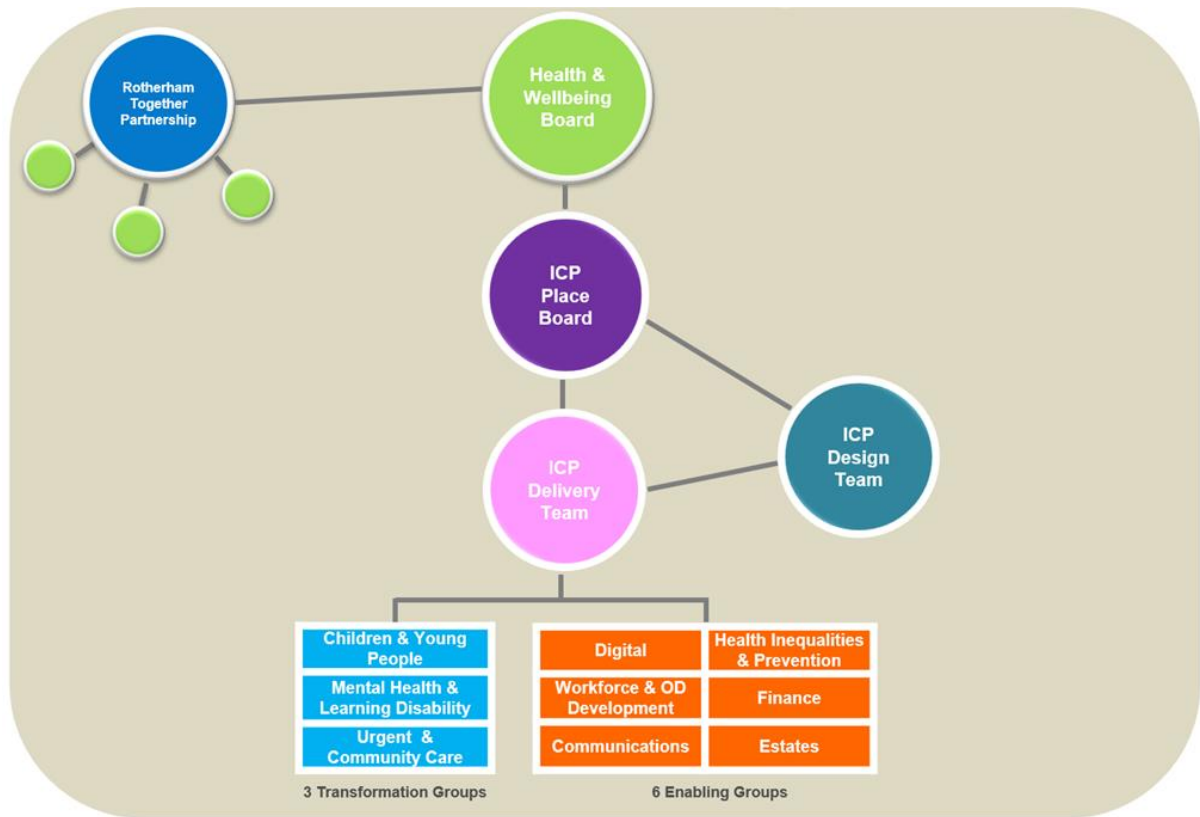 Rotherham
Together
Partnership
Health &
Wellbeing
Board
ICP
Place
Board
ICP
Delivery
Team
ICP
Design
Team
Children & Young
People
Mental Health &
Learning Disability
Urgent &
Community Care
3 Transformation Groups
Digital
Health Inequalities
& Prevention
Workforce & OD
Development
Finance
Communications
Estates
6 Enabling Groups